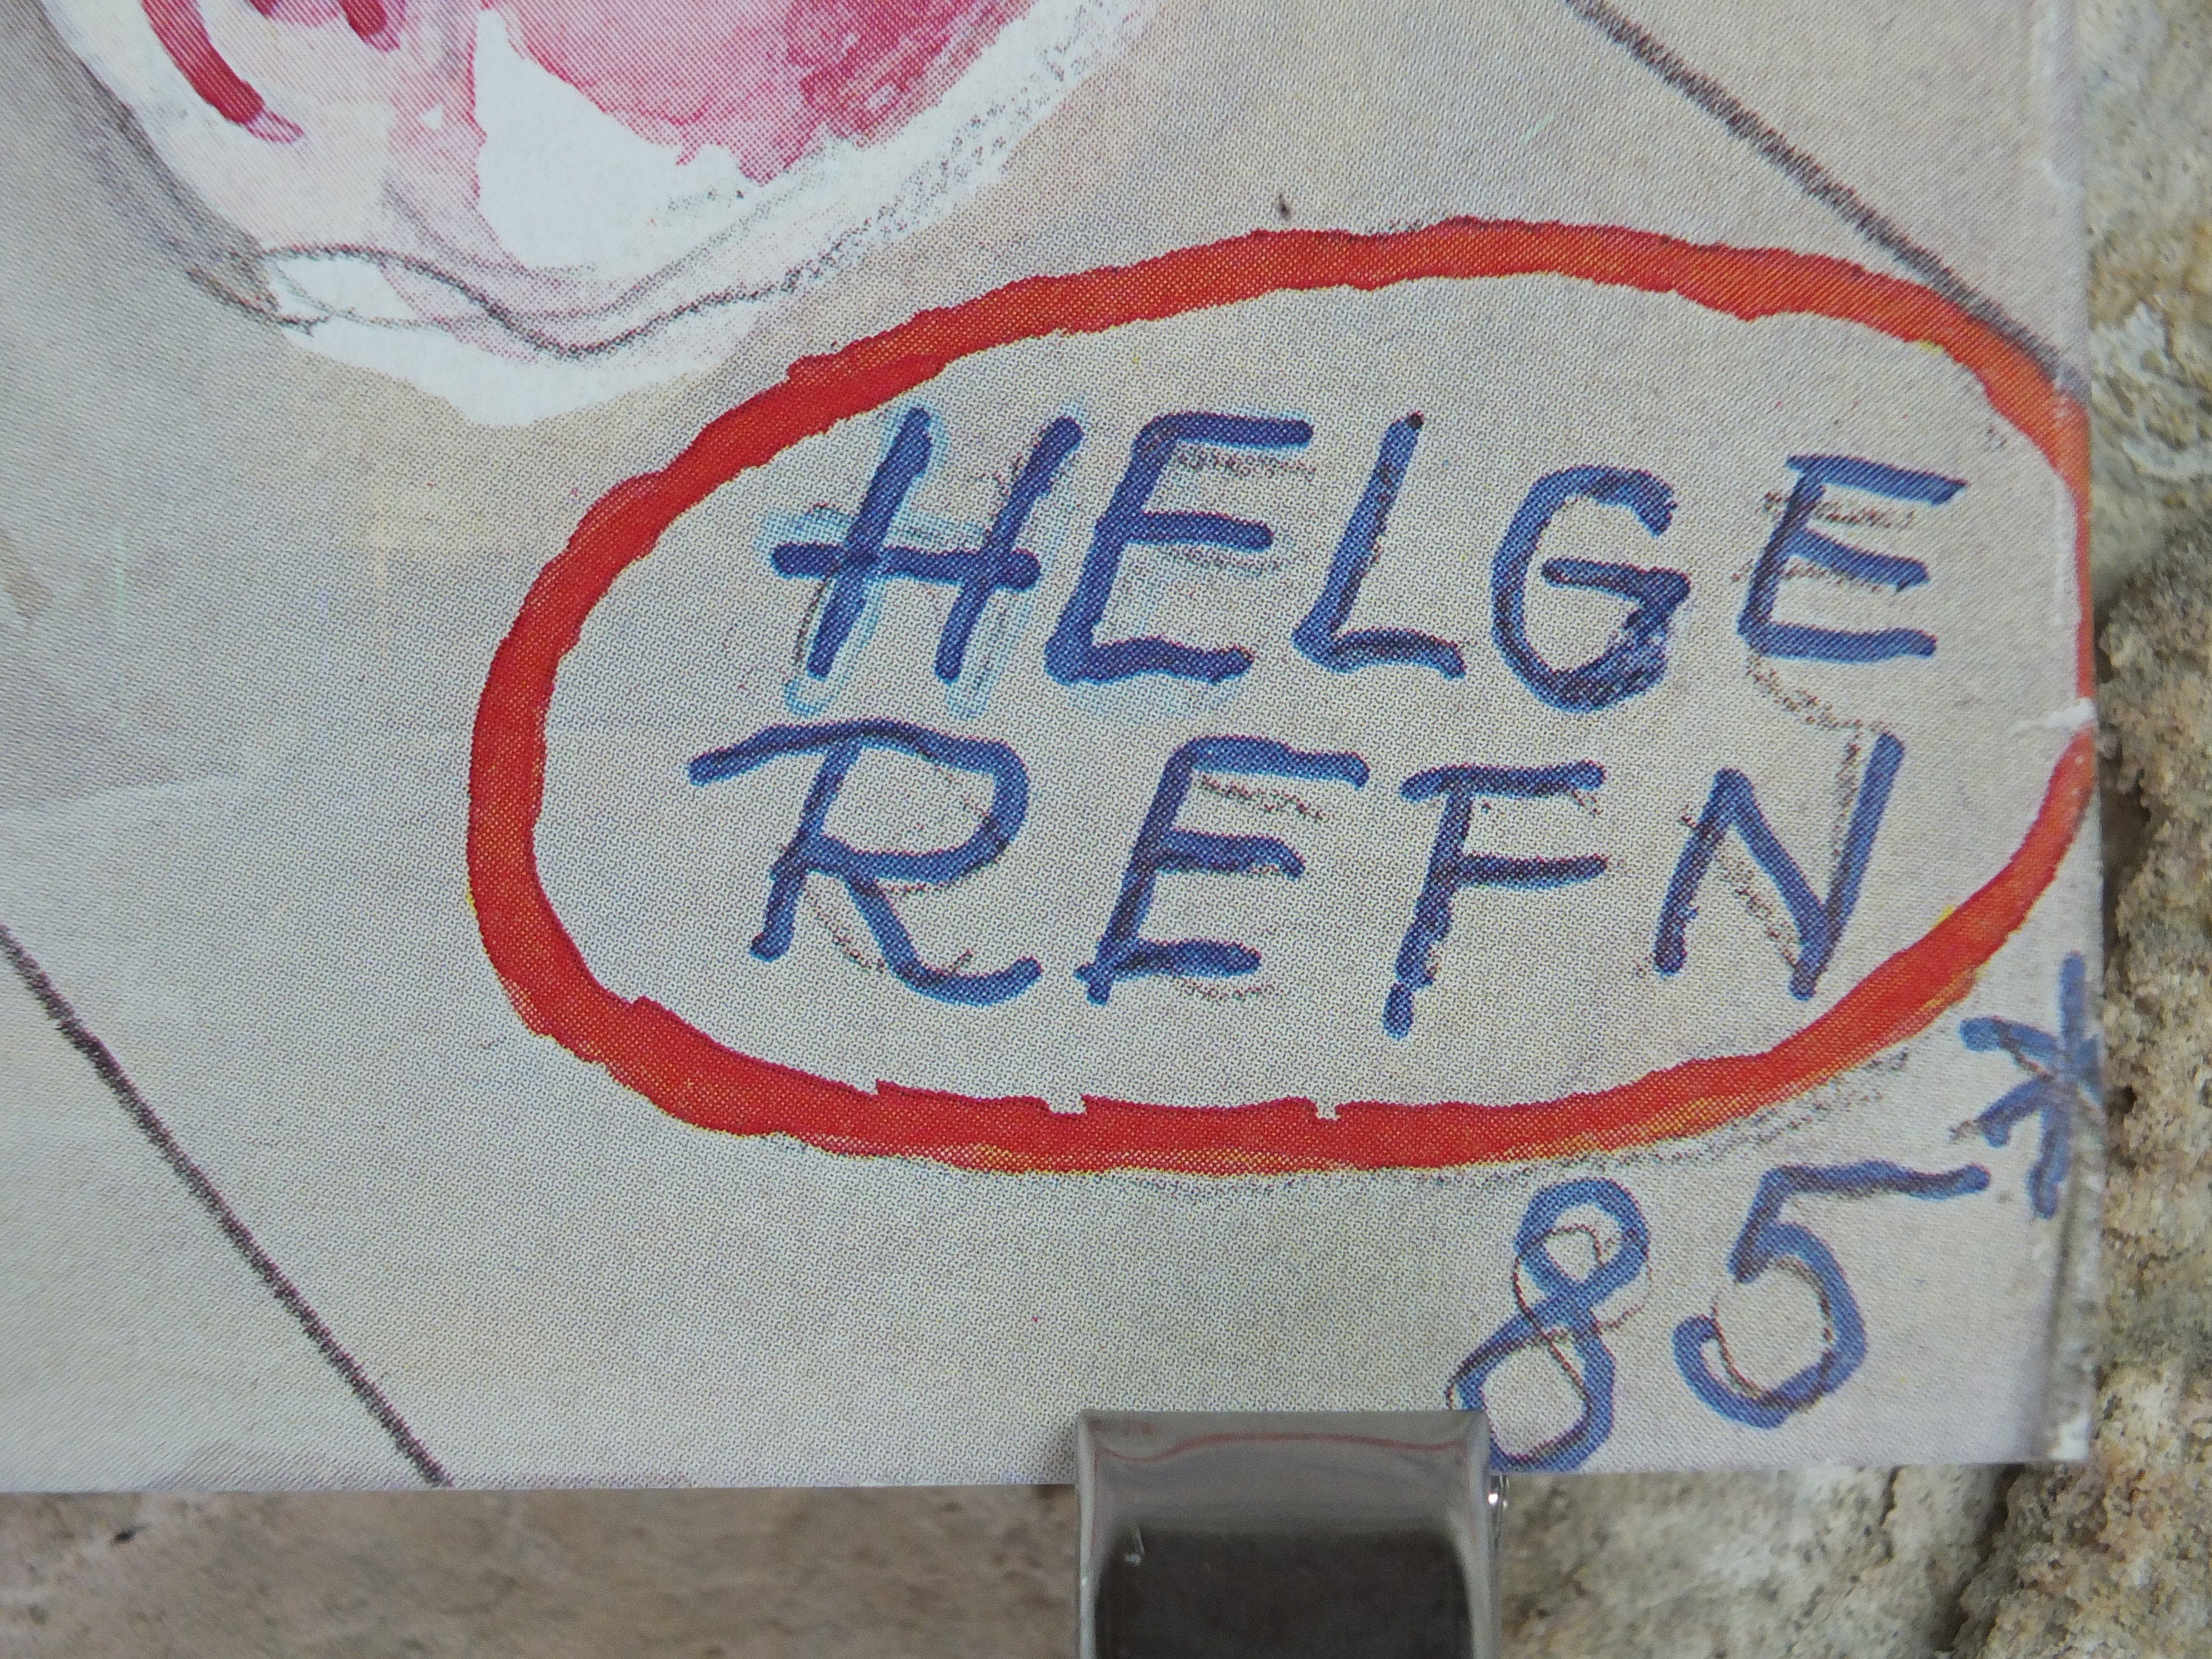 HELGE
REFN
85*